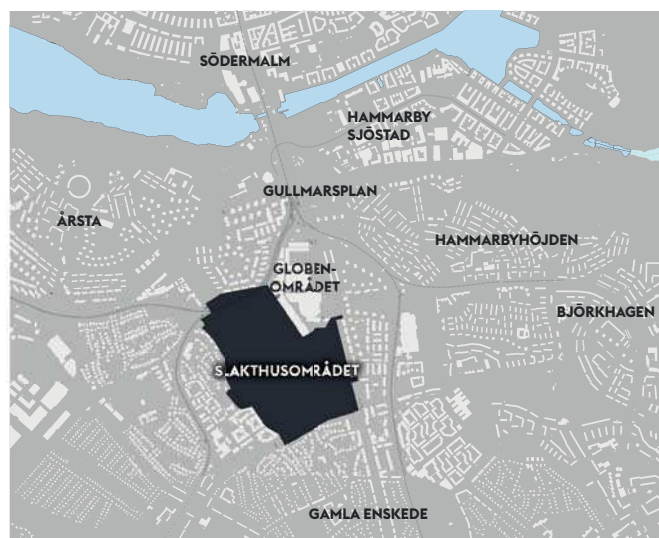 SÖDERMALM
HAMMARBY
SJÖSTAD
GULLMARSPLAN
ÅRSTA
HAMMARBYHÖJDEN
GLOBEN-
OMRÅDET
BJÖRKHAGEN
SLAKTHUSOMRÅDET
GAMLA ENSKEDE